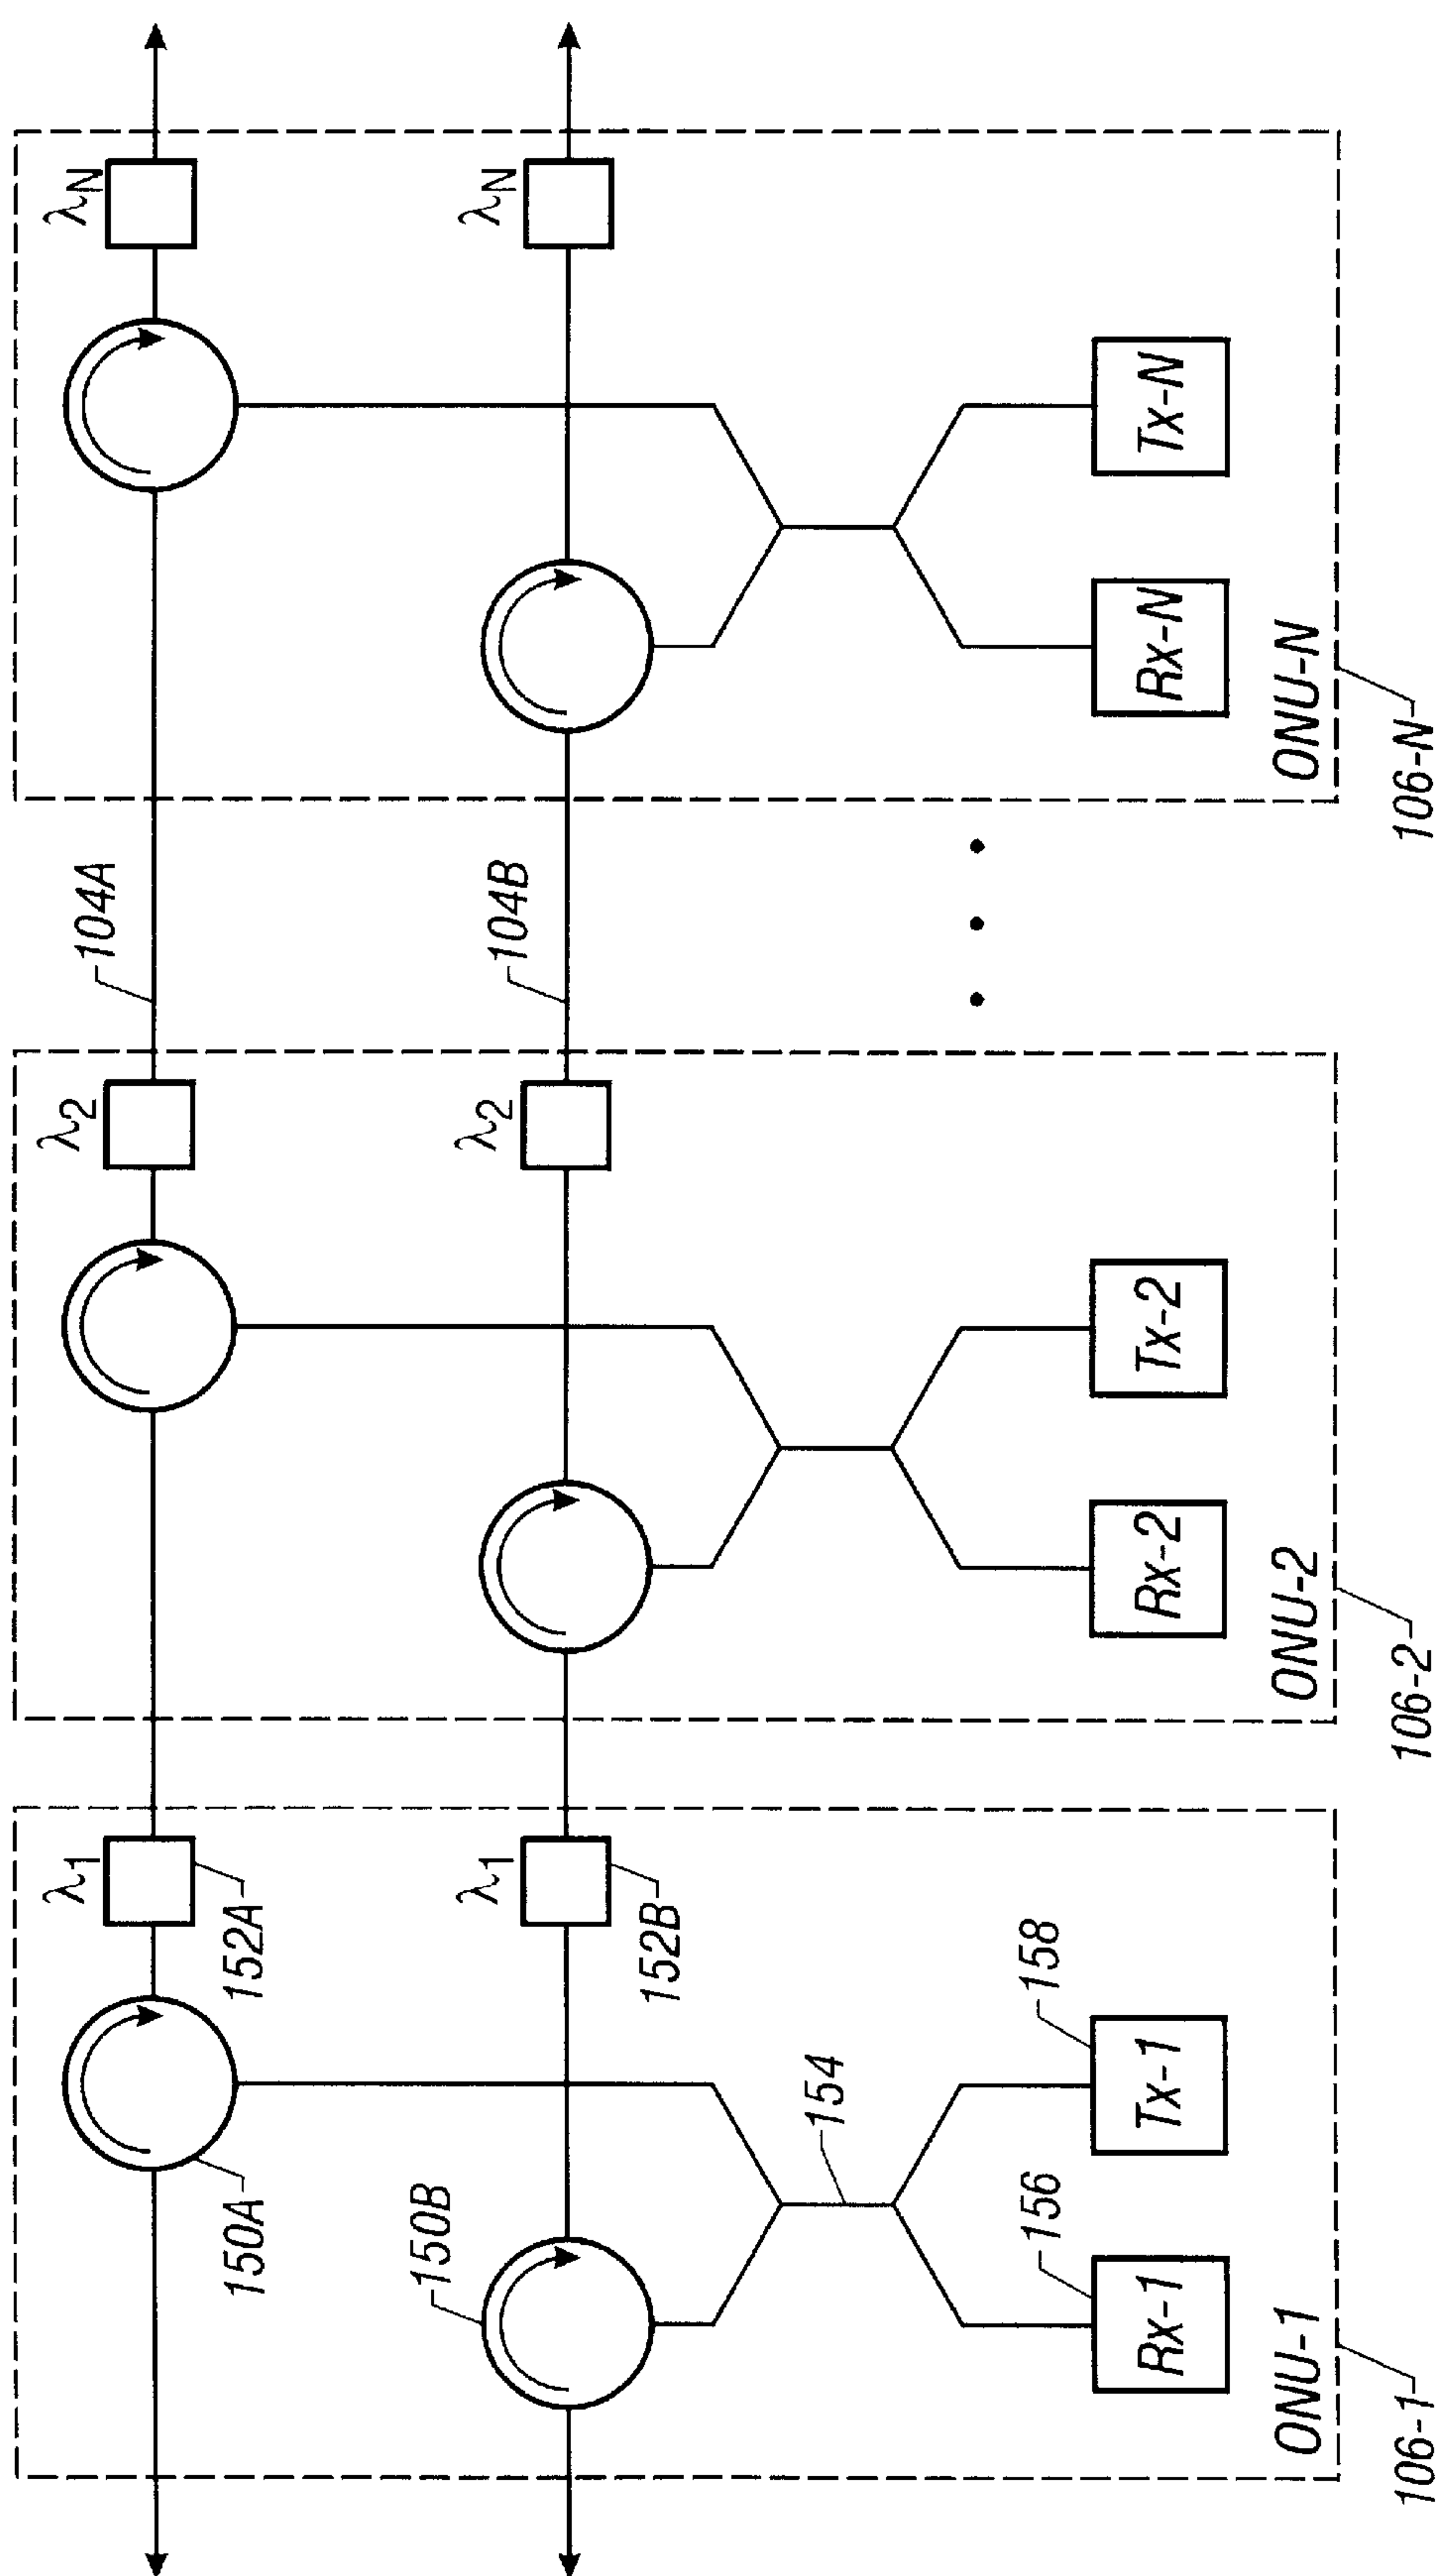 λ1
152A
150A
λ1
152B
150B
154
158
156
Tx-1
Rx-1
ONU-1
106-1
λ2
λ2
Tx-2
Rx-2
ONU-2
106-2
104A
104B
λN
λN
Tx-N
Rx-N
ONU-N
106-N